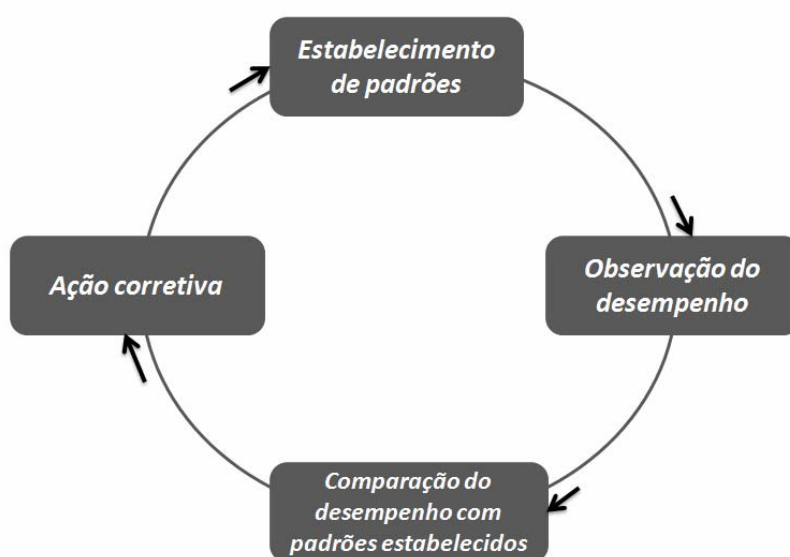 Estabelecimento
de padrões
Observação do
desempenho
Comparação do
desempenho com
padrões estabelecidos
Ação corretiva